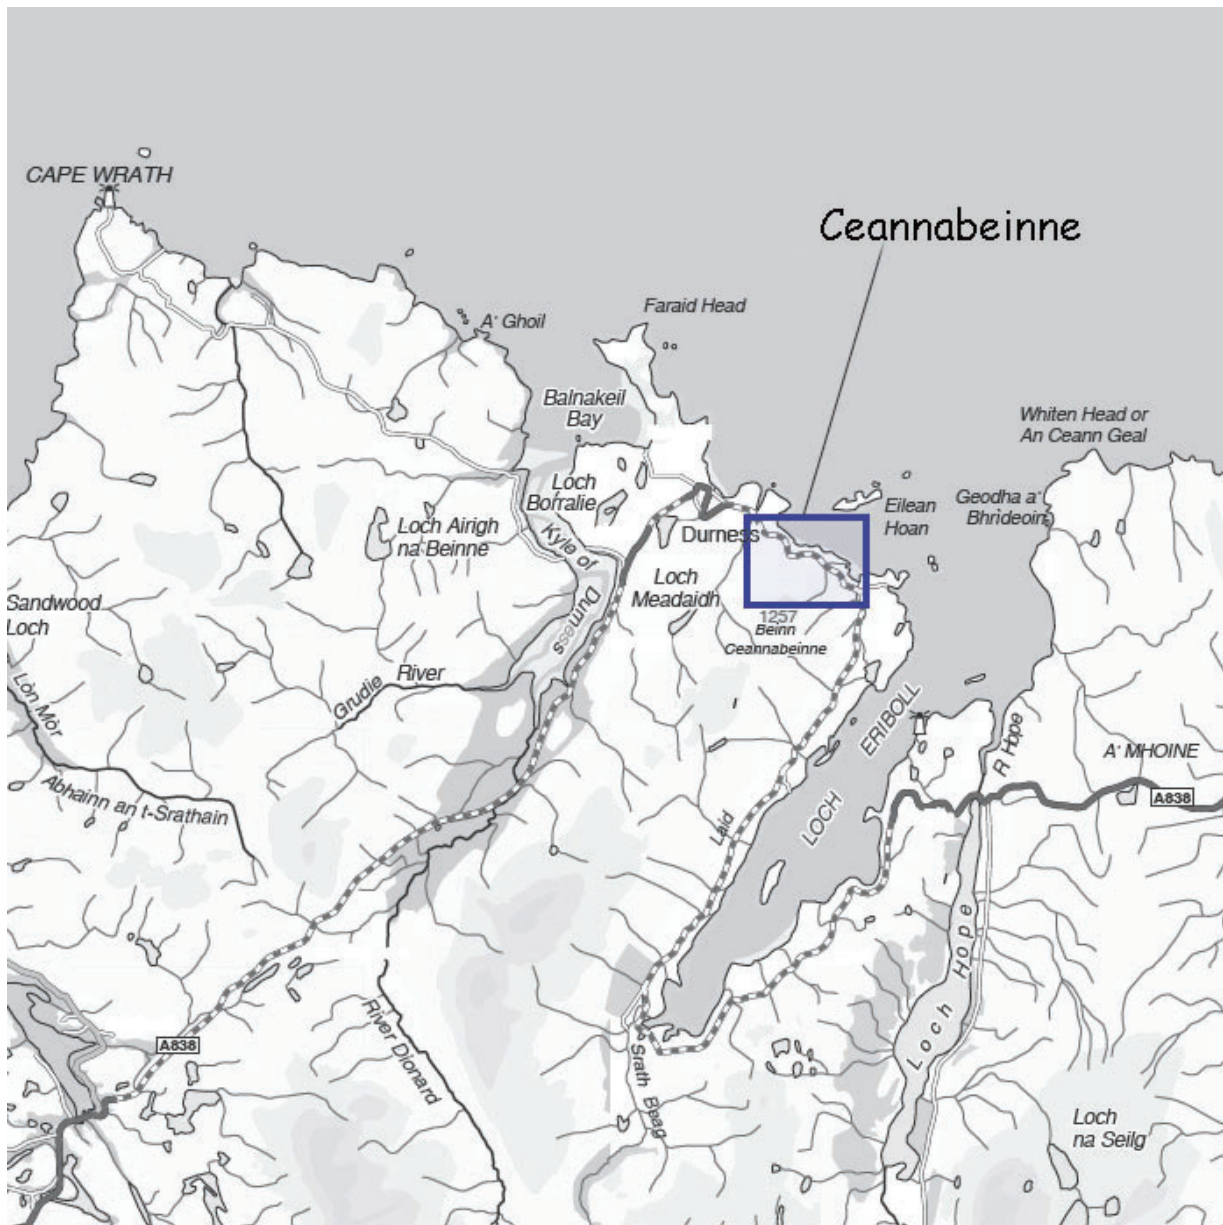 CAPE WRATH
Ceannabeinne
Faraid Head
A' Ghoil
Balnakeil
Bay
Whiten Head or
An Ceann Geal
Loch
Borralie
Geodha a'
Bhrideoin
Eilean
Hoan
Loch Airigh
na Beinne
Kyle of
Durness
Durness
Loch
Meadaidh
Sandwood
Loch
1257
Beinn
Ceannabeinne
Grudie River
Lòn Mòr
LOCH ERIBOLL
R Hope
A' MHOINE
A838
Abhainn an t-Srathain
Laid
Loch Hope
River Dionard
A838
Srath Beag
Loch
na Seilg